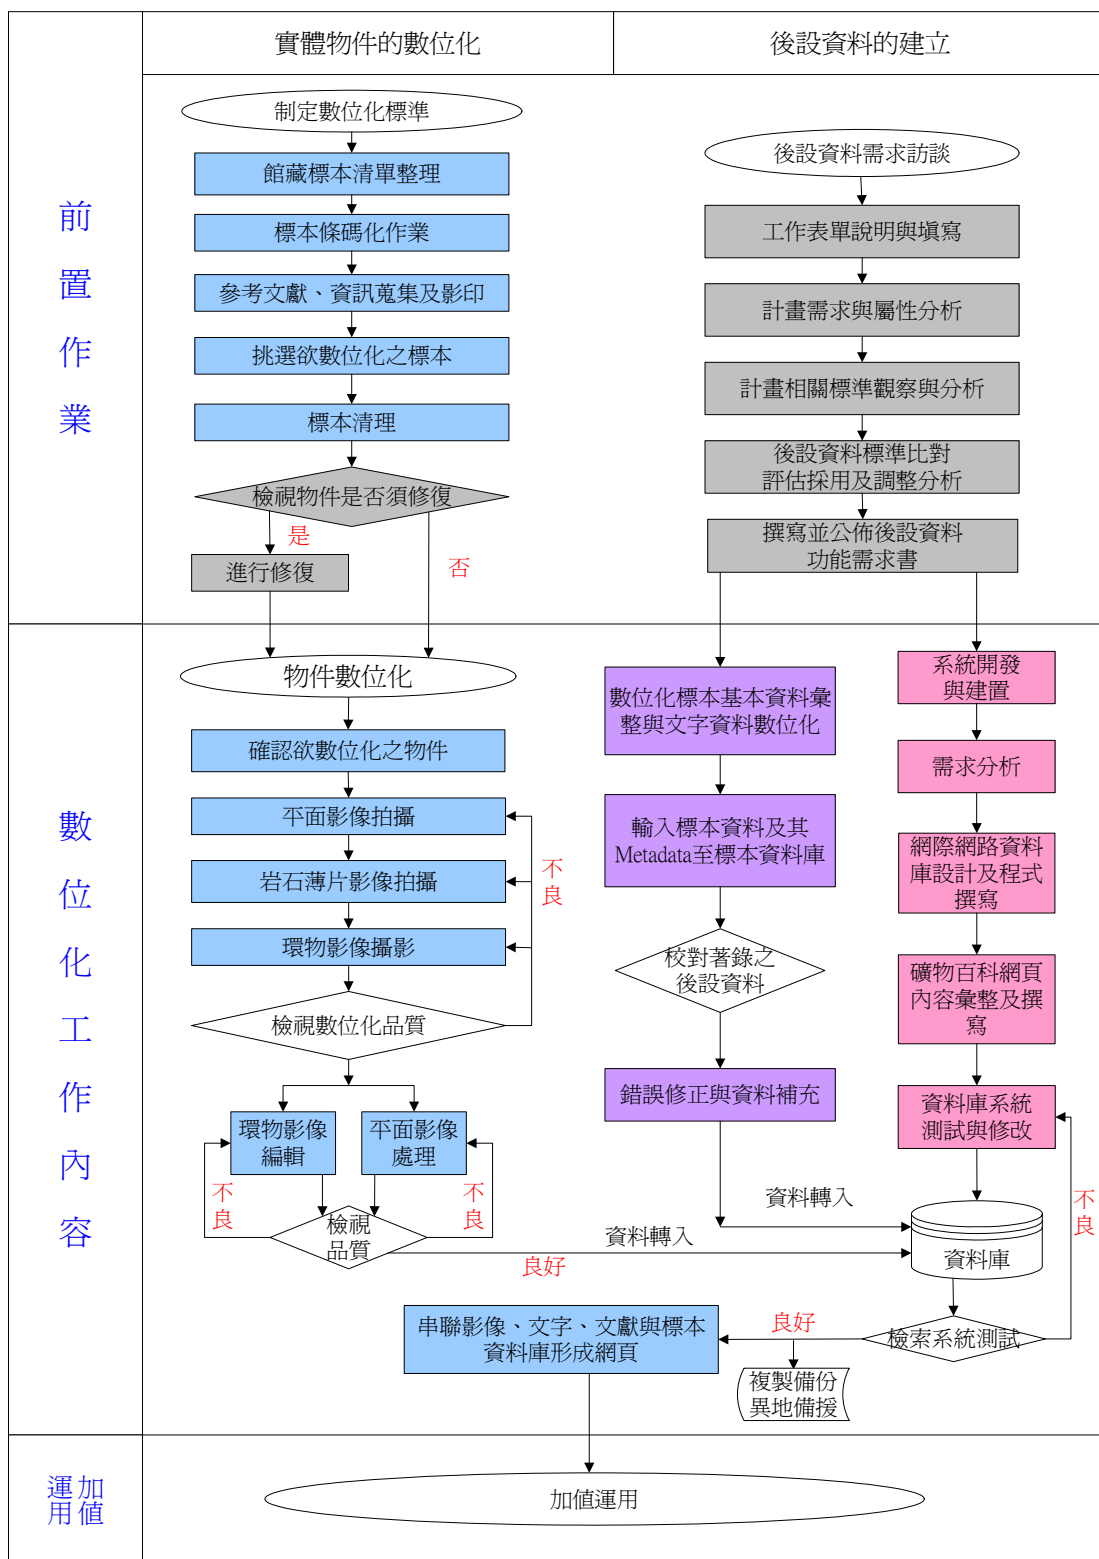 實體物件的數位化
後設資料的建立
前置作業
制定數位化標準
館藏標本清單整理
標本條碼化作業
參考文獻、資訊蒐集及影印
挑選欲數位化之標本
標本清理
檢視物件是否須修復
是
否
進行修復
後設資料需求訪談
工作表單說明與填寫
計畫需求與屬性分析
計畫相關標準觀察與分析
後設資料標準比對
評估採用及調整分析
撰寫並公佈後設資料
功能需求書
數位化工作內容
物件數位化
確認欲數位化之物件
平面影像拍攝
岩石薄片影像拍攝
環物影像攝影
不良
檢視數位化品質
環物影像
編輯
平面影像
處理
不良
不良
檢視
品質
良好
資料轉入
數位化標本基本資料彙
整與文字資料數位化
輸入標本資料及其
Metadata至標本資料庫
校對著錄之
後設資料
錯誤修正與資料補充
資料轉入
系統開發
與建置
需求分析
網際網路資料
庫設計及程式
撰寫
礦物百科網頁
內容彙整及撰
寫
資料庫系統
測試與修改
不良
資料庫
檢索系統測試
良好
複製備份
異地備援
串聯影像、文字、文獻與標本
資料庫形成網頁
加值運用
加值運用